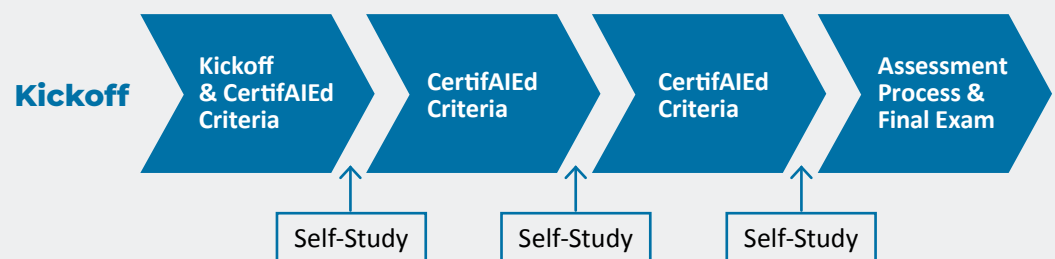 Kickoff
Kickoff
& CertifAIEd
Criteria
CertifAIEd
Criteria
CertifAIEd
Criteria
Assessment
Process &
Final Exam
Self-Study
Self-Study
Self-Study